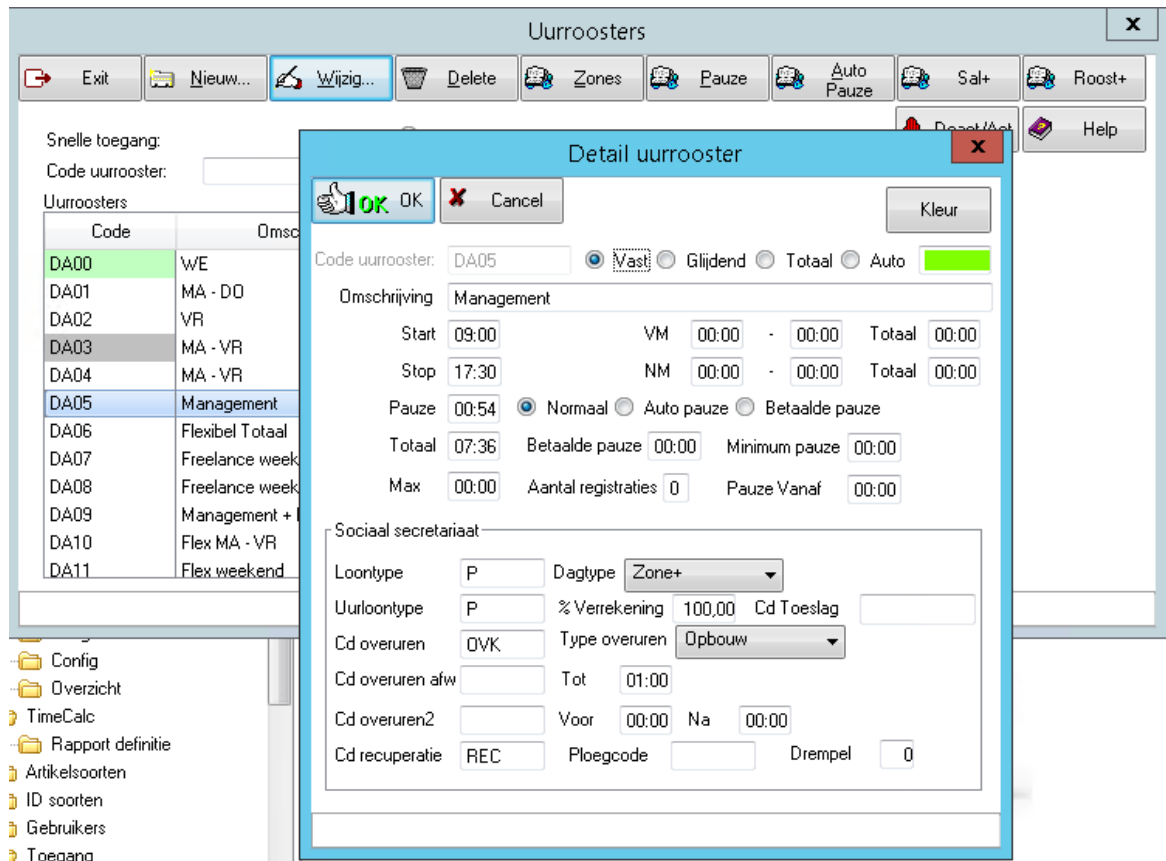 Uurroosters
x
Exit Nieuw... Wijzig... Delete Zones Pauze Auto Pauze Sal+ Roost+
Help
Snelle toegang:
Code uurrooster:
Uurroosters
Code Omsc
DA00 WE
DA01 MA - DO
DA02 VR
DA03 MA - VR
DA04 MA - VR
DA05 Management
DA06 Flexibel Totaal
DA07 Freelance week
DA08 Freelance week
DA09 Management +
DA10 Flex MA - VR
DA11 Flex weekend
Config
Overzicht
TimeCalc
Rapport definitie
Artikelsoorten
ID soorten
Gebruikers
Toegang
Detail uurrooster
x
OK OK Cancel Kleur
Code uurrooster: DA05 Vast Glijdend Totaal Auto
Omschrijving Management
Start 09:00 VM 00:00 - 00:00 Totaal 00:00
Stop 17:30 NM 00:00 - 00:00 Totaal 00:00
Pauze 00:54 Normaal Auto pauze Betaalde pauze
Totaal 07:36 Betaalde pauze 00:00 Minimum pauze 00:00
Max 00:00 Aantal registraties 0 Pauze Vanaf 00:00
Sociaal secretariaat
Loontype P Dagtype Zone+
Uurloontype P % Verrekening 100,00 Cd Toeslag
Cd overuren OVK Type overuren Opbouw
Cd overuren afw Tot 01:00
Cd overuren2 Voor 00:00 Na 00:00
Cd recuperatie REC Ploegcode Drempel 0